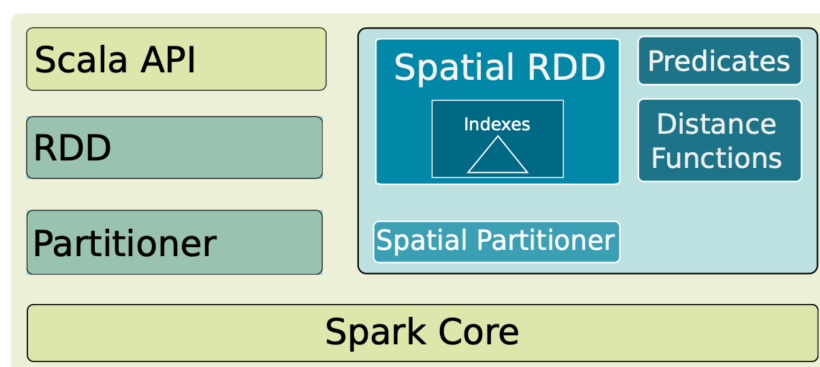 Scala API
RDD
Partitioner
Spatial RDD
Indexes
Predicates
Distance
Functions
Spatial Partitioner
Spark Core